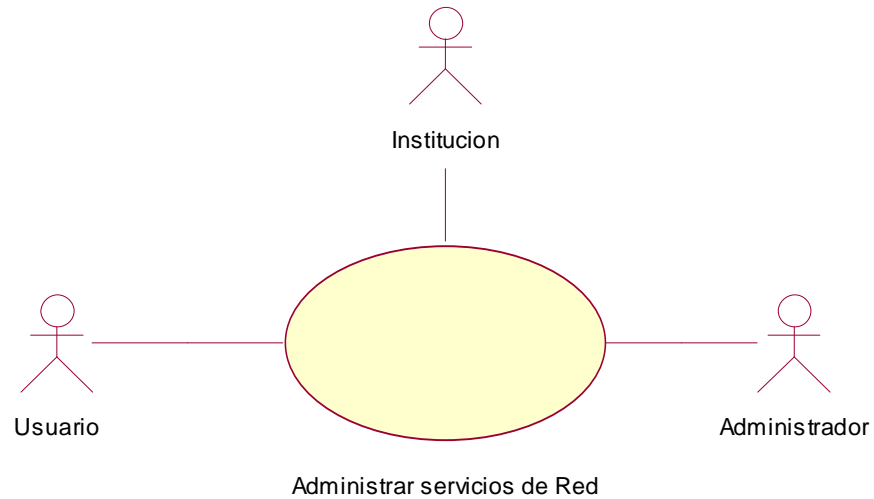 Institucion
Usuario
Administrador
Administrar servicios de Red